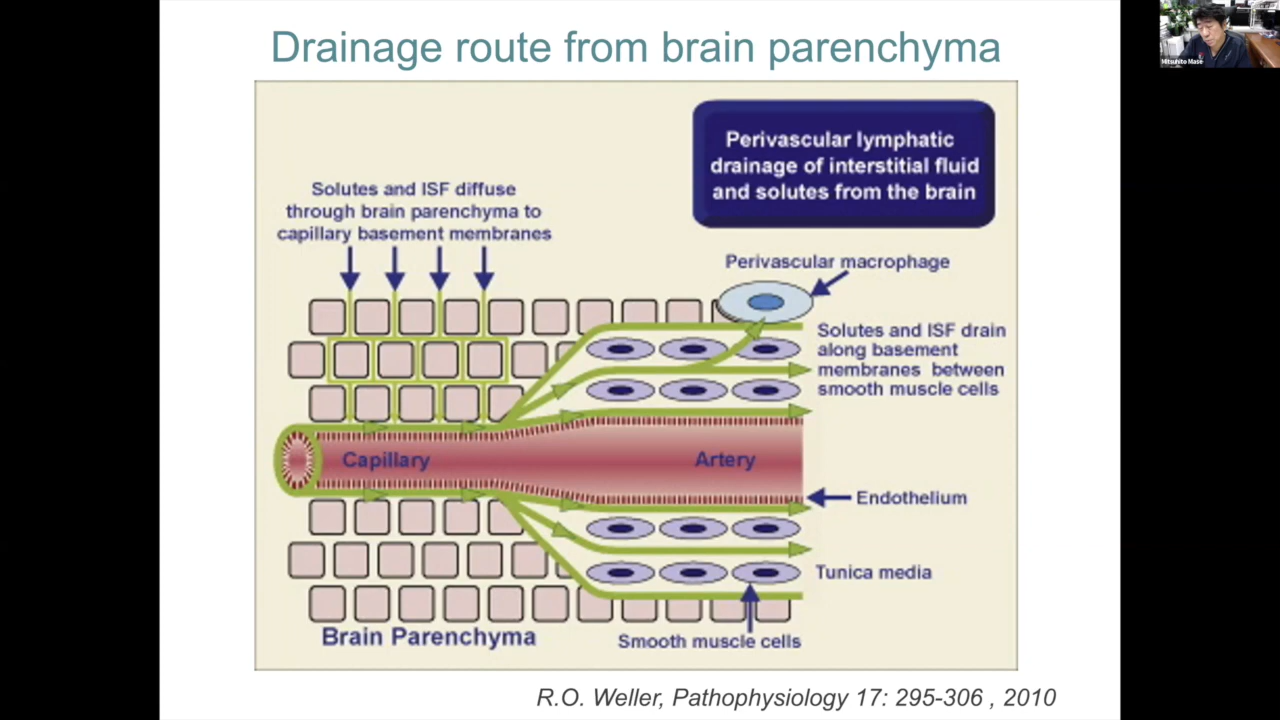 Drainage route from brain parenchyma
Mitsuhito Mase
Perivascular lymphatic
drainage of interstitial fluid
and solutes from the brain
Solutes and ISF diffuse
through brain parenchyma to
capillary basement membranes
Perivascular macrophage
Solutes and ISF drain
along basement
membranes between
smooth muscle cells
Capillary
Artery
Endothelium
Tunica media
Brain Parenchyma
Smooth muscle cells
R.O. Weller, Pathophysiology 17: 295-306 , 2010